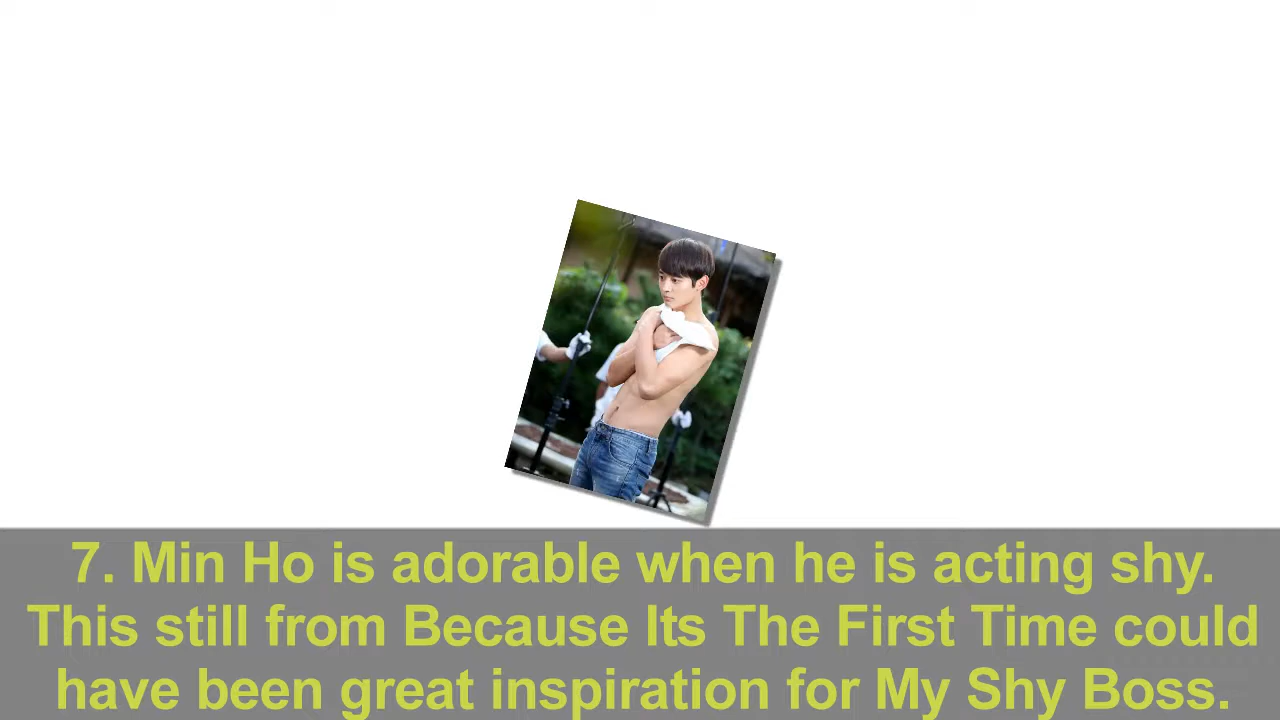 7. Min Ho is adorable when he is acting shy.
This still from Because Its The First Time could
have been great inspiration for My Shy Boss.